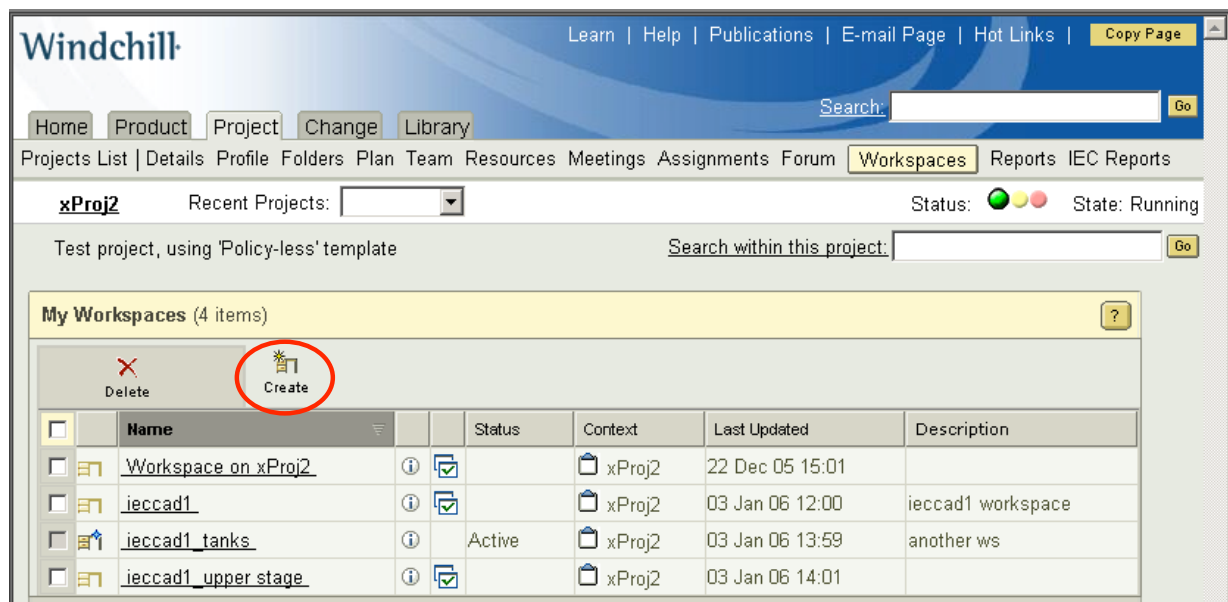 Windchill
Learn | Help | Publications | E-mail Page | Hot Links | Copy Page
Search: Go
Home Product Project Change Library
Projects List | Details Profile Folders Plan Team Resources Meetings Assignments Forum Workspaces Reports IEC Reports
xProj2 Recent Projects: Status: State: Running
Test project, using 'Policy-less' template Search within this project: Go
My Workspaces (4 items) ?
Delete Create
Name Status Context Last Updated Description
Workspace on xProj2 xProj2 22 Dec 05 15:01
ieccad1 xProj2 03 Jan 06 12:00 ieccad1 workspace
ieccad1_tanks Active xProj2 03 Jan 06 13:59 another ws
ieccad1_upper stage xProj2 03 Jan 06 14:01